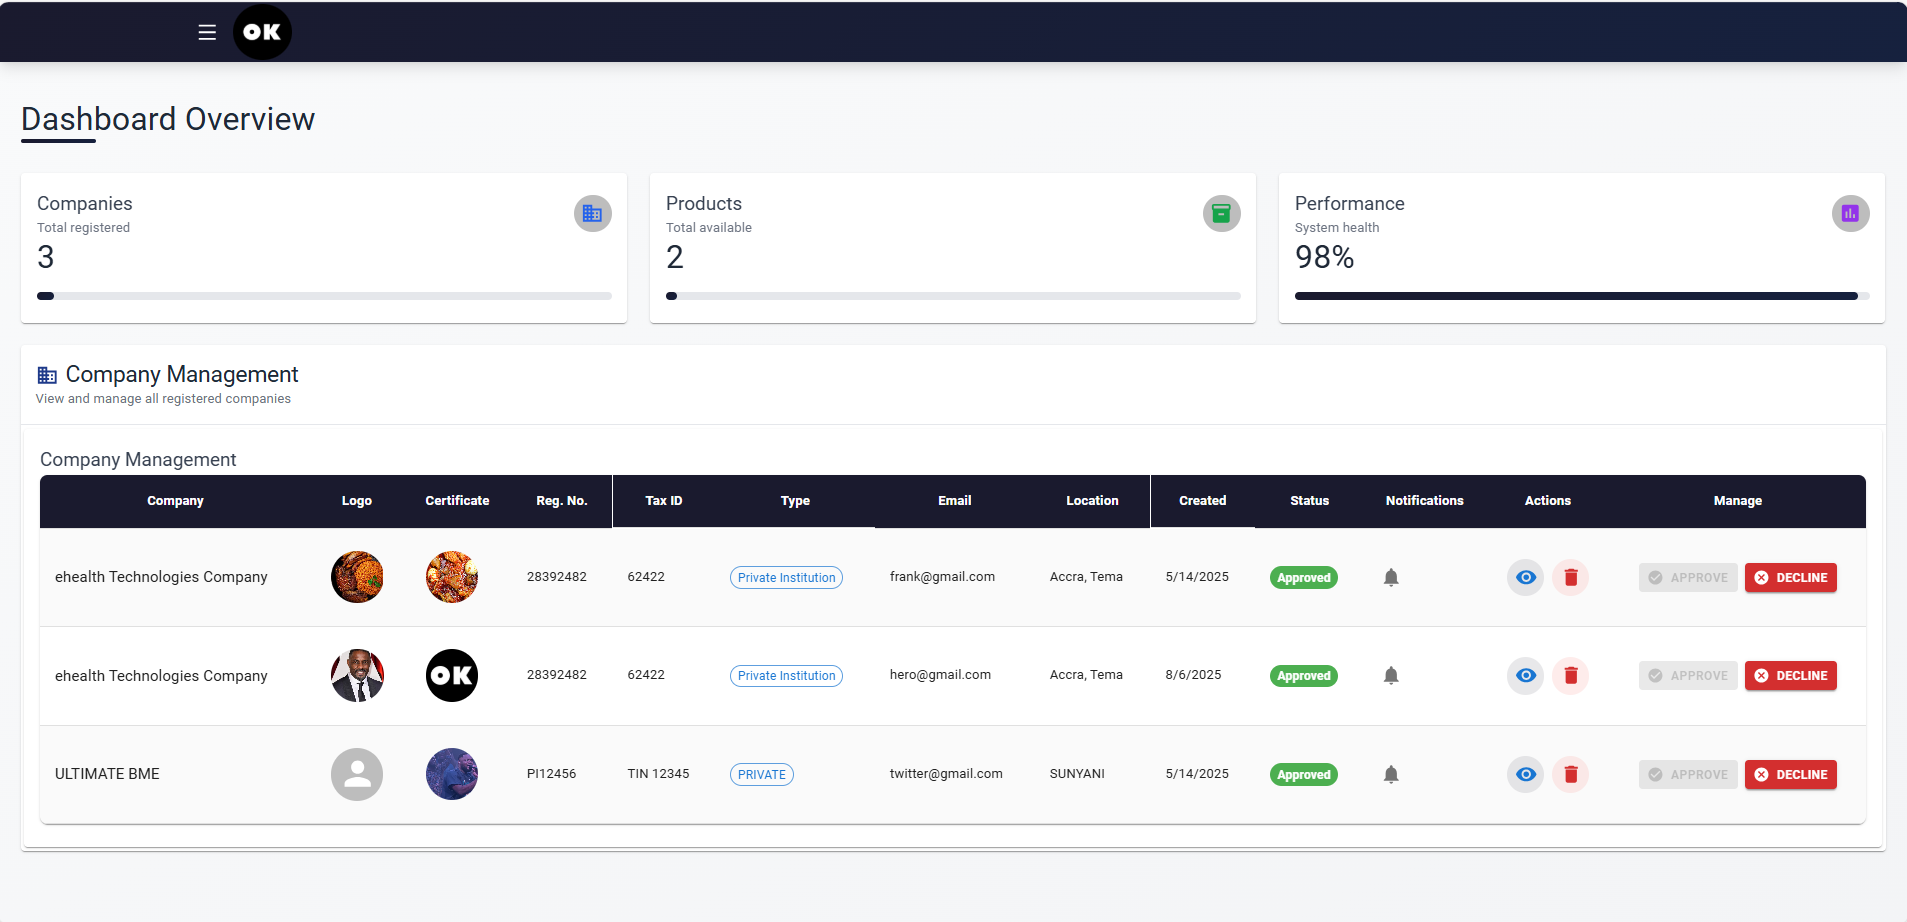 OK
Dashboard Overview
Companies
Total registered
3
Products
Total available
2
Performance
System health
98%
Company Management
View and manage all registered companies
Company Management
Company Logo Certificate Reg. No. Tax ID Type Email Location Created Status Notifications Actions Manage
ehealth Technologies Company 28392482 62422 Private Institution frank@gmail.com Accra, Tema 5/14/2025 Approved APPROVE DECLINE
ehealth Technologies Company OK 28392482 62422 Private Institution hero@gmail.com Accra, Tema 8/6/2025 Approved APPROVE DECLINE
ULTIMATE BME PI12456 TIN 12345 PRIVATE twitter@gmail.com SUNYANI 5/14/2025 Approved APPROVE DECLINE